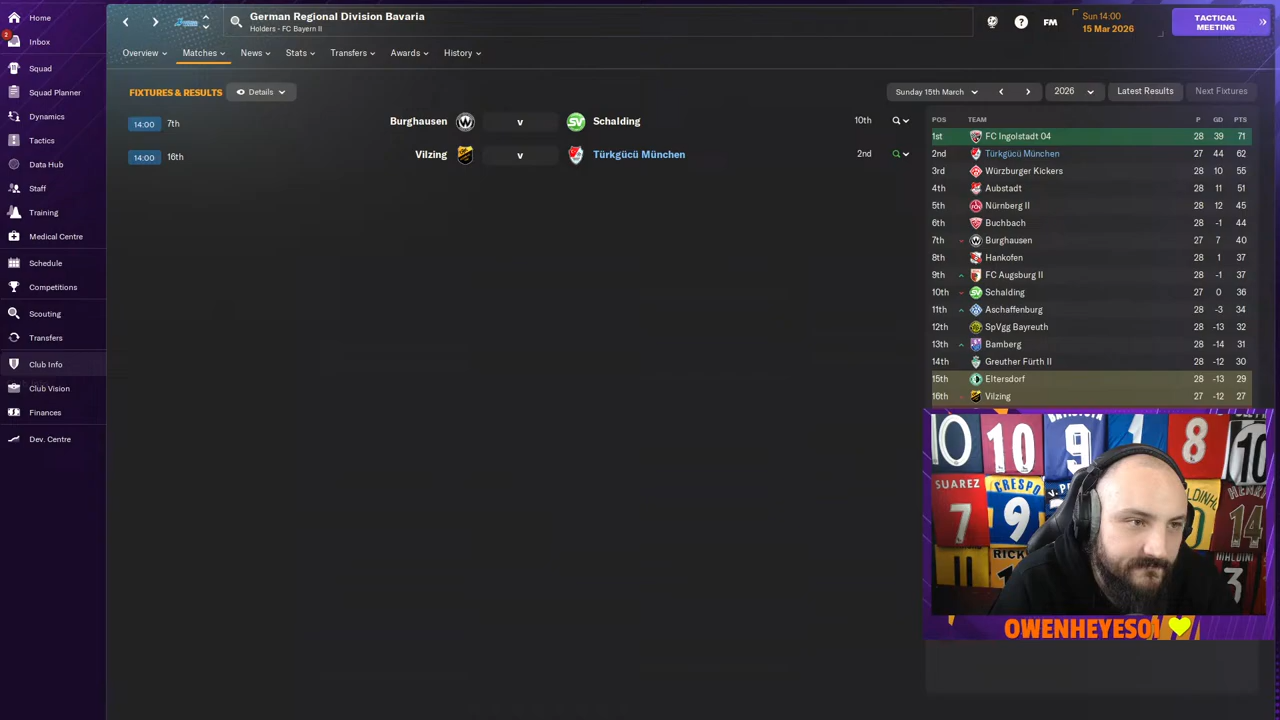 Home
2
Inbox
Squad
Squad Planner
Dynamics
Tactics
Data Hub
Staff
Training
Medical Centre
Schedule
Competitions
Scouting
Transfers
Club Info
Club Vision
Finances
Dev. Centre
German Regional Division Bavaria
Holders - FC Bayern II
FM
Sun 14:00
15 Mar 2026
TACTICAL
MEETING
Overview Matches News Stats Transfers Awards History
FIXTURES & RESULTS Details
Sunday 15th March 2026 Latest Results Next Fixtures
14:00 7th Burghausen v Schalding 10th
14:00 16th Vilzing v Türkgücü München 2nd
POS TEAM P GD PTS
1st FC Ingolstadt 04 28 39 71
2nd Türkgücü München 27 44 62
3rd Würzburger Kickers 28 10 55
4th Aubstadt 28 11 51
5th Nürnberg II 28 12 45
6th Buchbach 28 -1 44
7th Burghausen 27 7 40
8th Hankofen 28 1 37
9th FC Augsburg II 28 -1 37
10th Schalding 27 0 36
11th Aschaffenburg 28 -3 34
12th SpVgg Bayreuth 28 -13 32
13th Bamberg 28 -14 31
14th Greuther Fürth II 28 -12 30
15th Eltersdorf 28 -13 29
16th Vilzing 27 -12 27
10 10 9 1 8 10
SUAREZ
7
CRESPO
9
14
3
OWENHEYES01